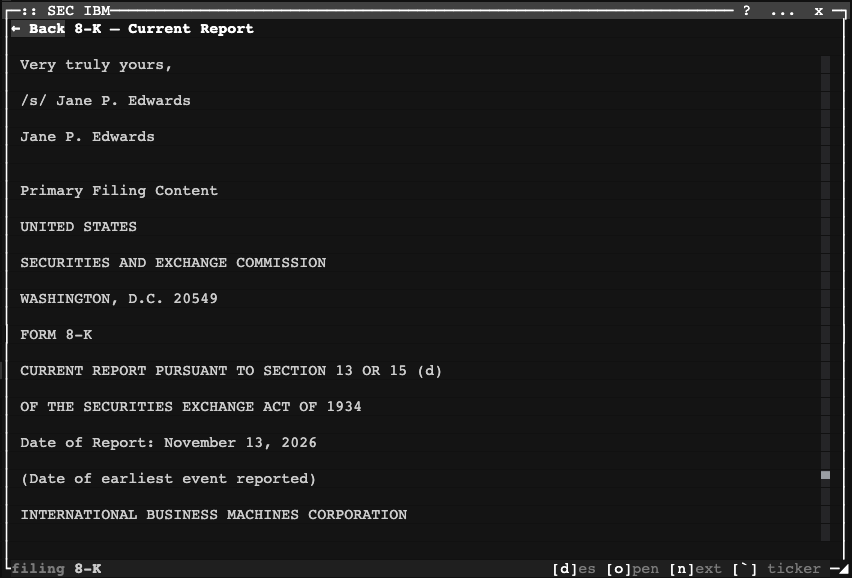 :: SEC IBM ? ... x
← Back 8-K — Current Report
Very truly yours,
/s/ Jane P. Edwards
Jane P. Edwards
Primary Filing Content
UNITED STATES
SECURITIES AND EXCHANGE COMMISSION
WASHINGTON, D.C. 20549
FORM 8-K
CURRENT REPORT PURSUANT TO SECTION 13 OR 15 (d)
OF THE SECURITIES EXCHANGE ACT OF 1934
Date of Report: November 13, 2026
(Date of earliest event reported)
INTERNATIONAL BUSINESS MACHINES CORPORATION
filing 8-K [d]es [o]pen [n]ext [`] ticker